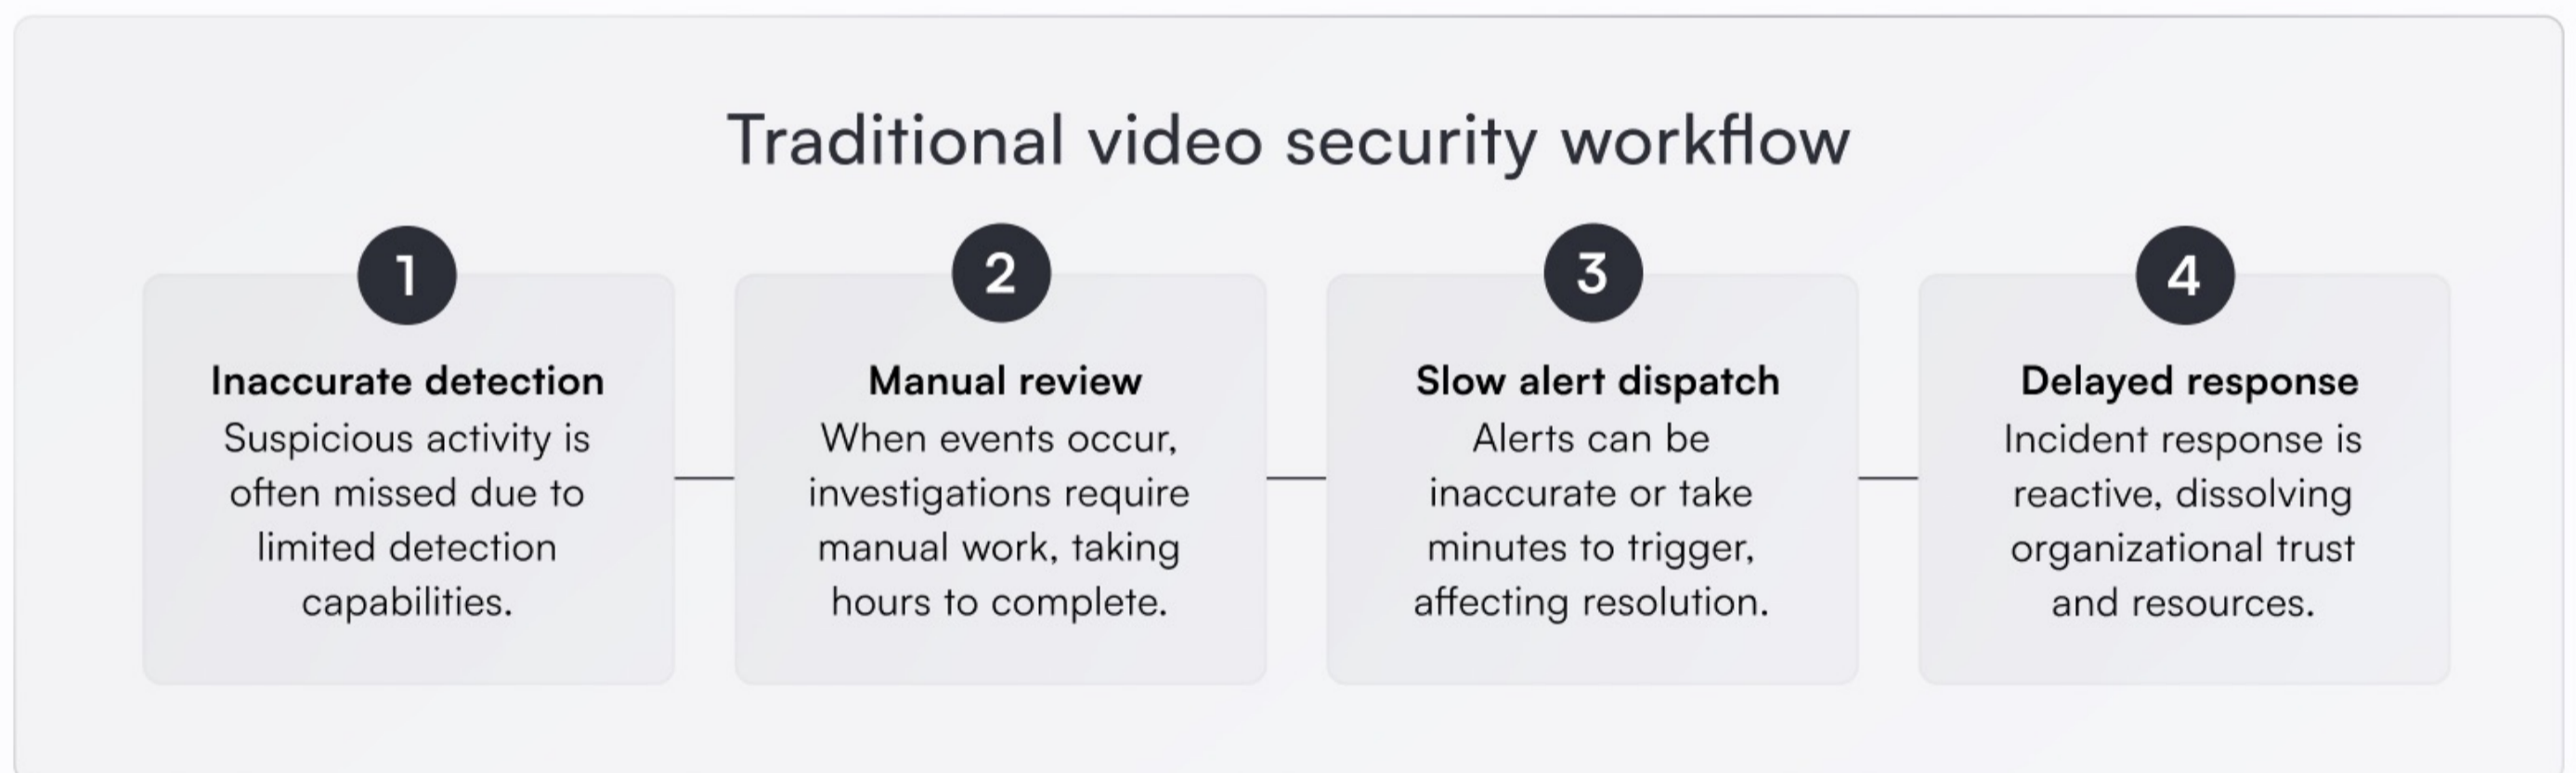 Traditional video security workflow
1
Inaccurate detection
Suspicious activity is
often missed due to
limited detection
capabilities.
2
Manual review
When events occur,
investigations require
manual work, taking
hours to complete.
3
Slow alert dispatch
Alerts can be
inaccurate or take
minutes to trigger,
affecting resolution.
4
Delayed response
Incident response is
reactive, dissolving
organizational trust
and resources.